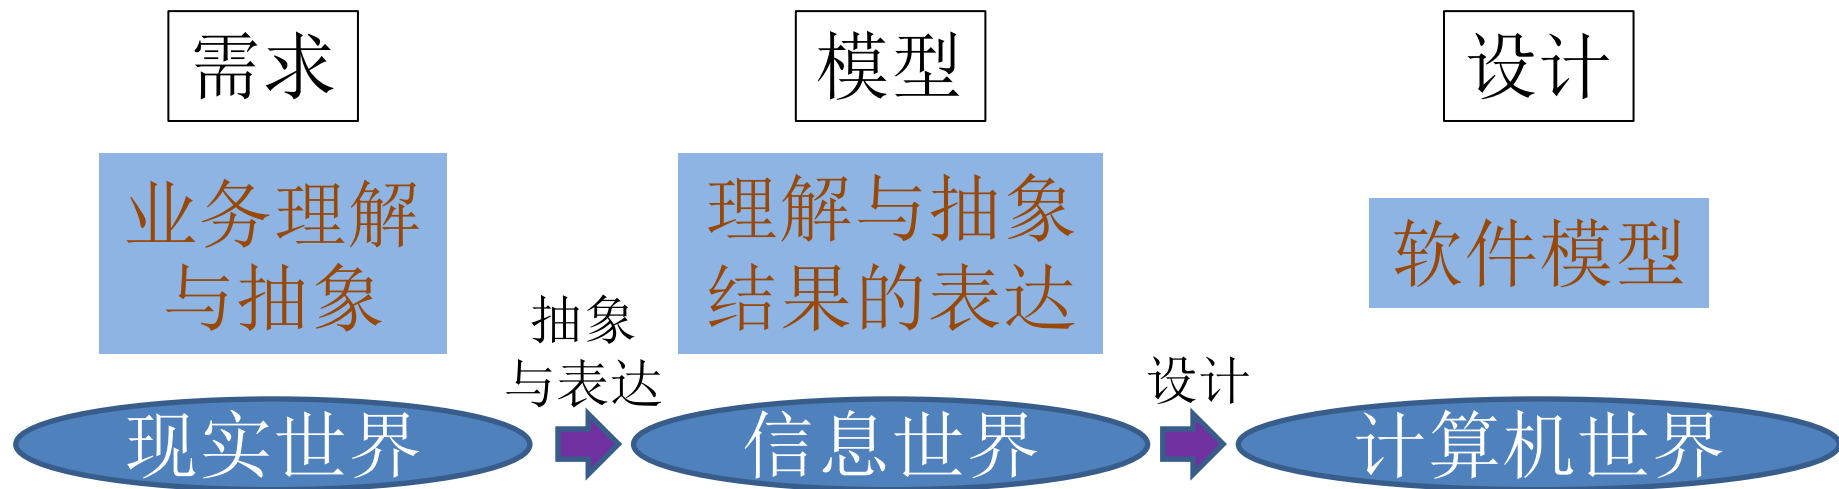 需求
模型
设计
业务理解
与抽象
理解与抽象
结果的表达
软件模型
抽象
与表达
设计
现实世界
信息世界
计算机世界